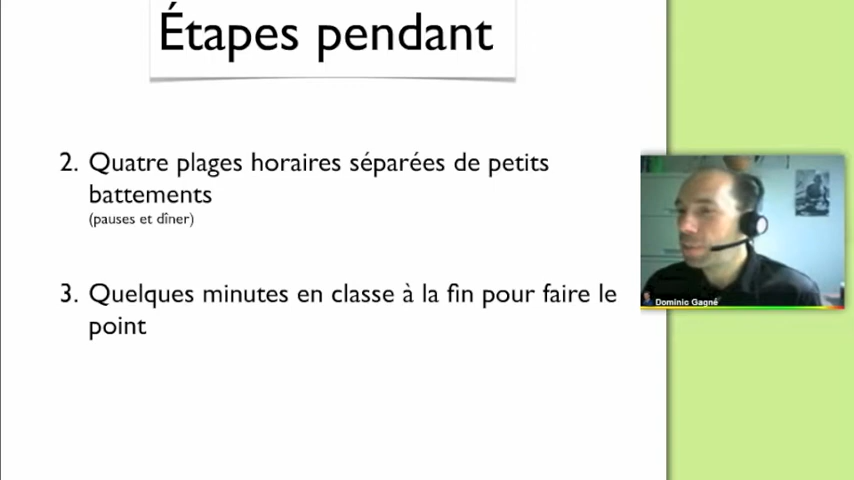 Étapes pendant
2. Quatre plages horaires séparées de petits
battements
(pauses et dîner)
3. Quelques minutes en classe à la fin pour faire le
point
Dominic Gagné